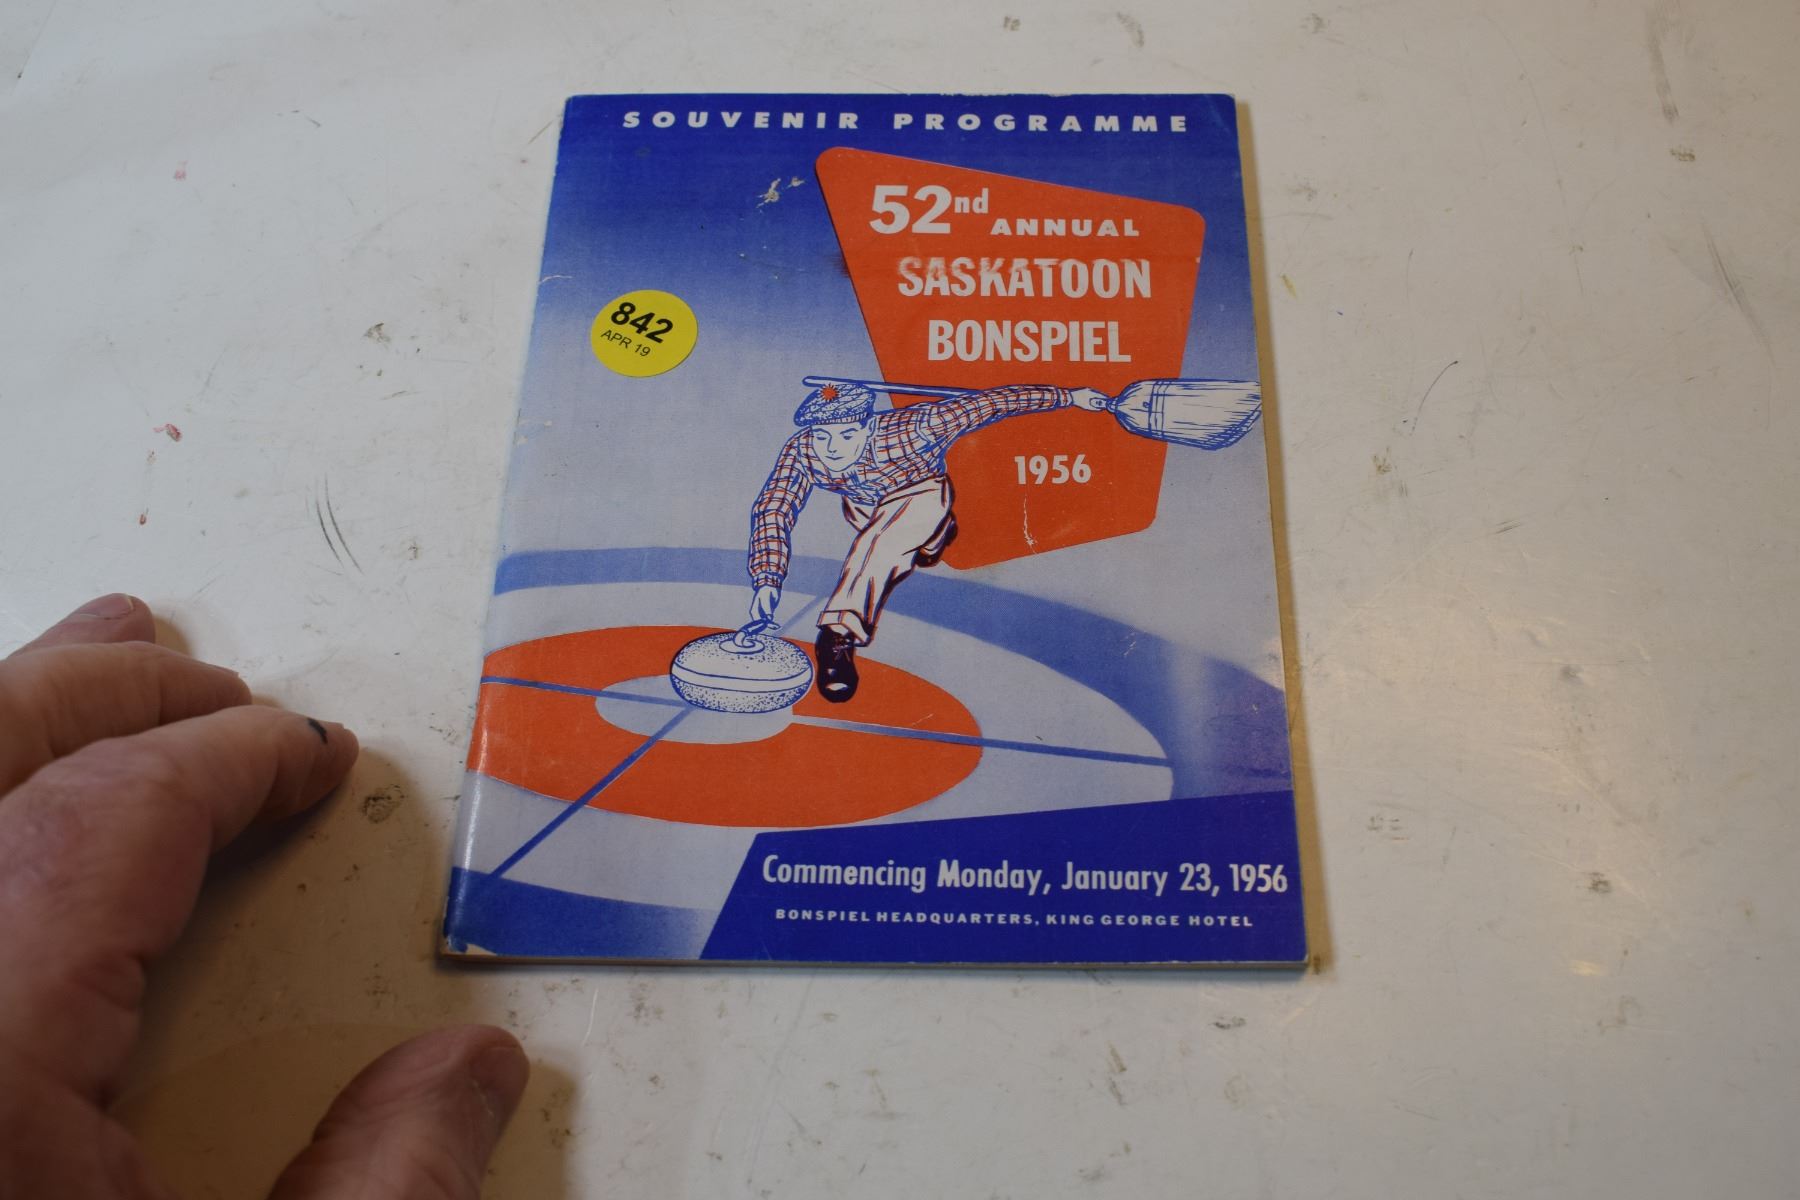 SOUVENIR PROGRAMME
52nd ANNUAL
SASKATOON
BONSPIEL
842
APR 19
1956
Commencing Monday, January 23, 1956
BONSPIEL HEADQUARTERS, KING GEORGE HOTEL